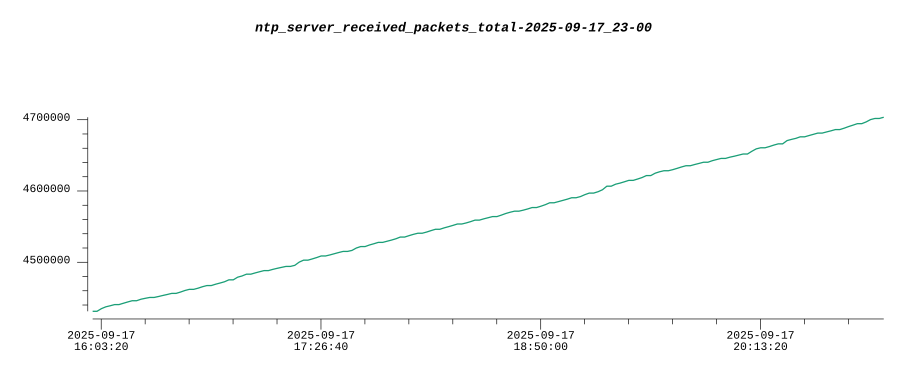 ntp_server_received_packets_total-2025-09-17_23-00
4700000
4600000
4500000
2025-09-17 2025-09-17 2025-09-17 2025-09-17
16:03:20 17:26:40 18:50:00 20:13:20